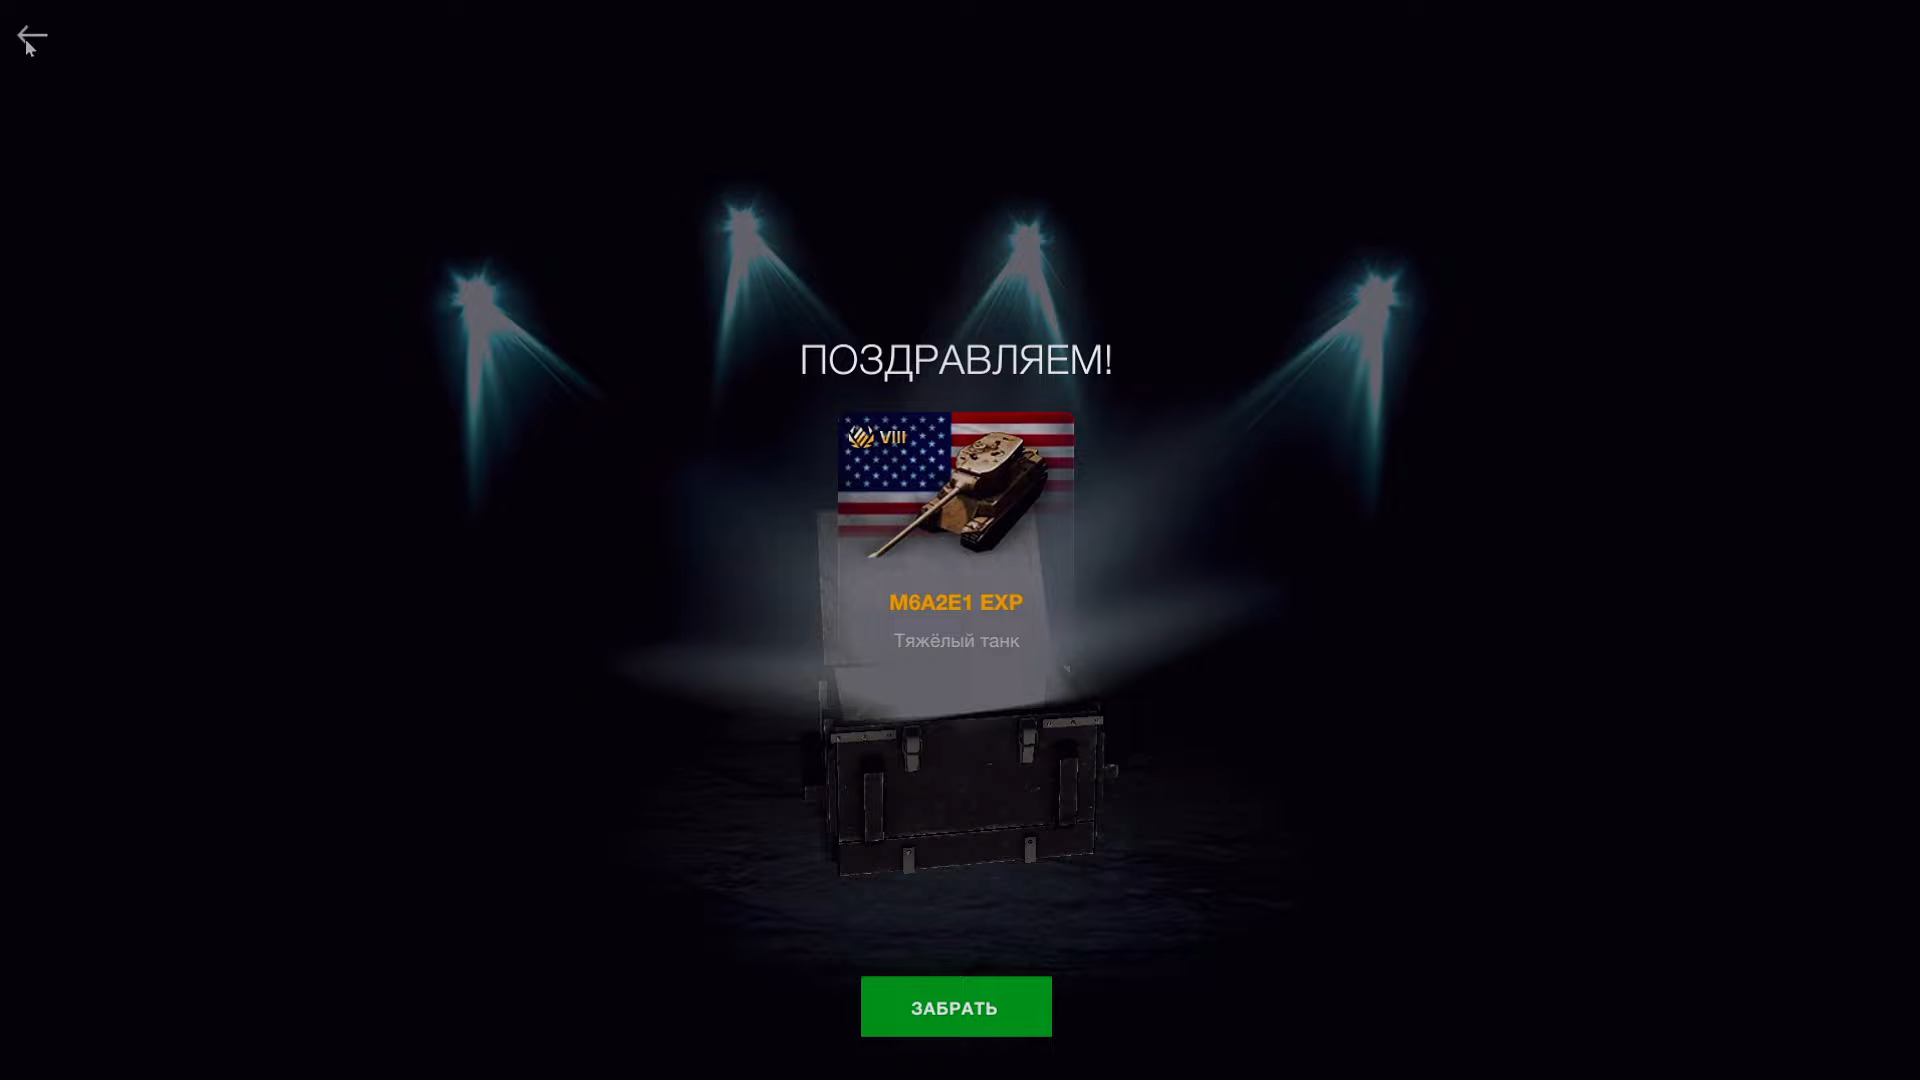 ПОЗДРАВЛЯЕМ!
VIII
M6A2E1 EXP
Тяжёлый танк
ЗАБРАТЬ